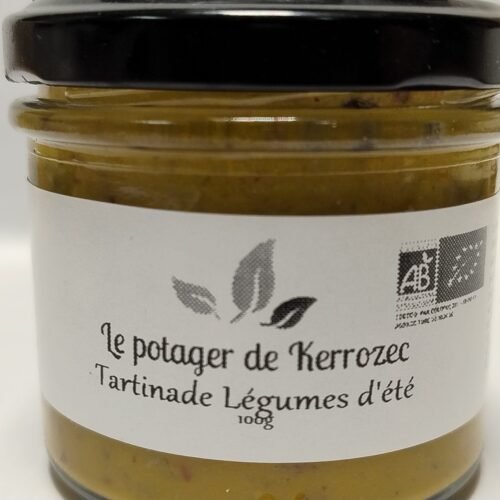 AB
Le potager de Kerrozec
Tartinade Légumes d'été
100g